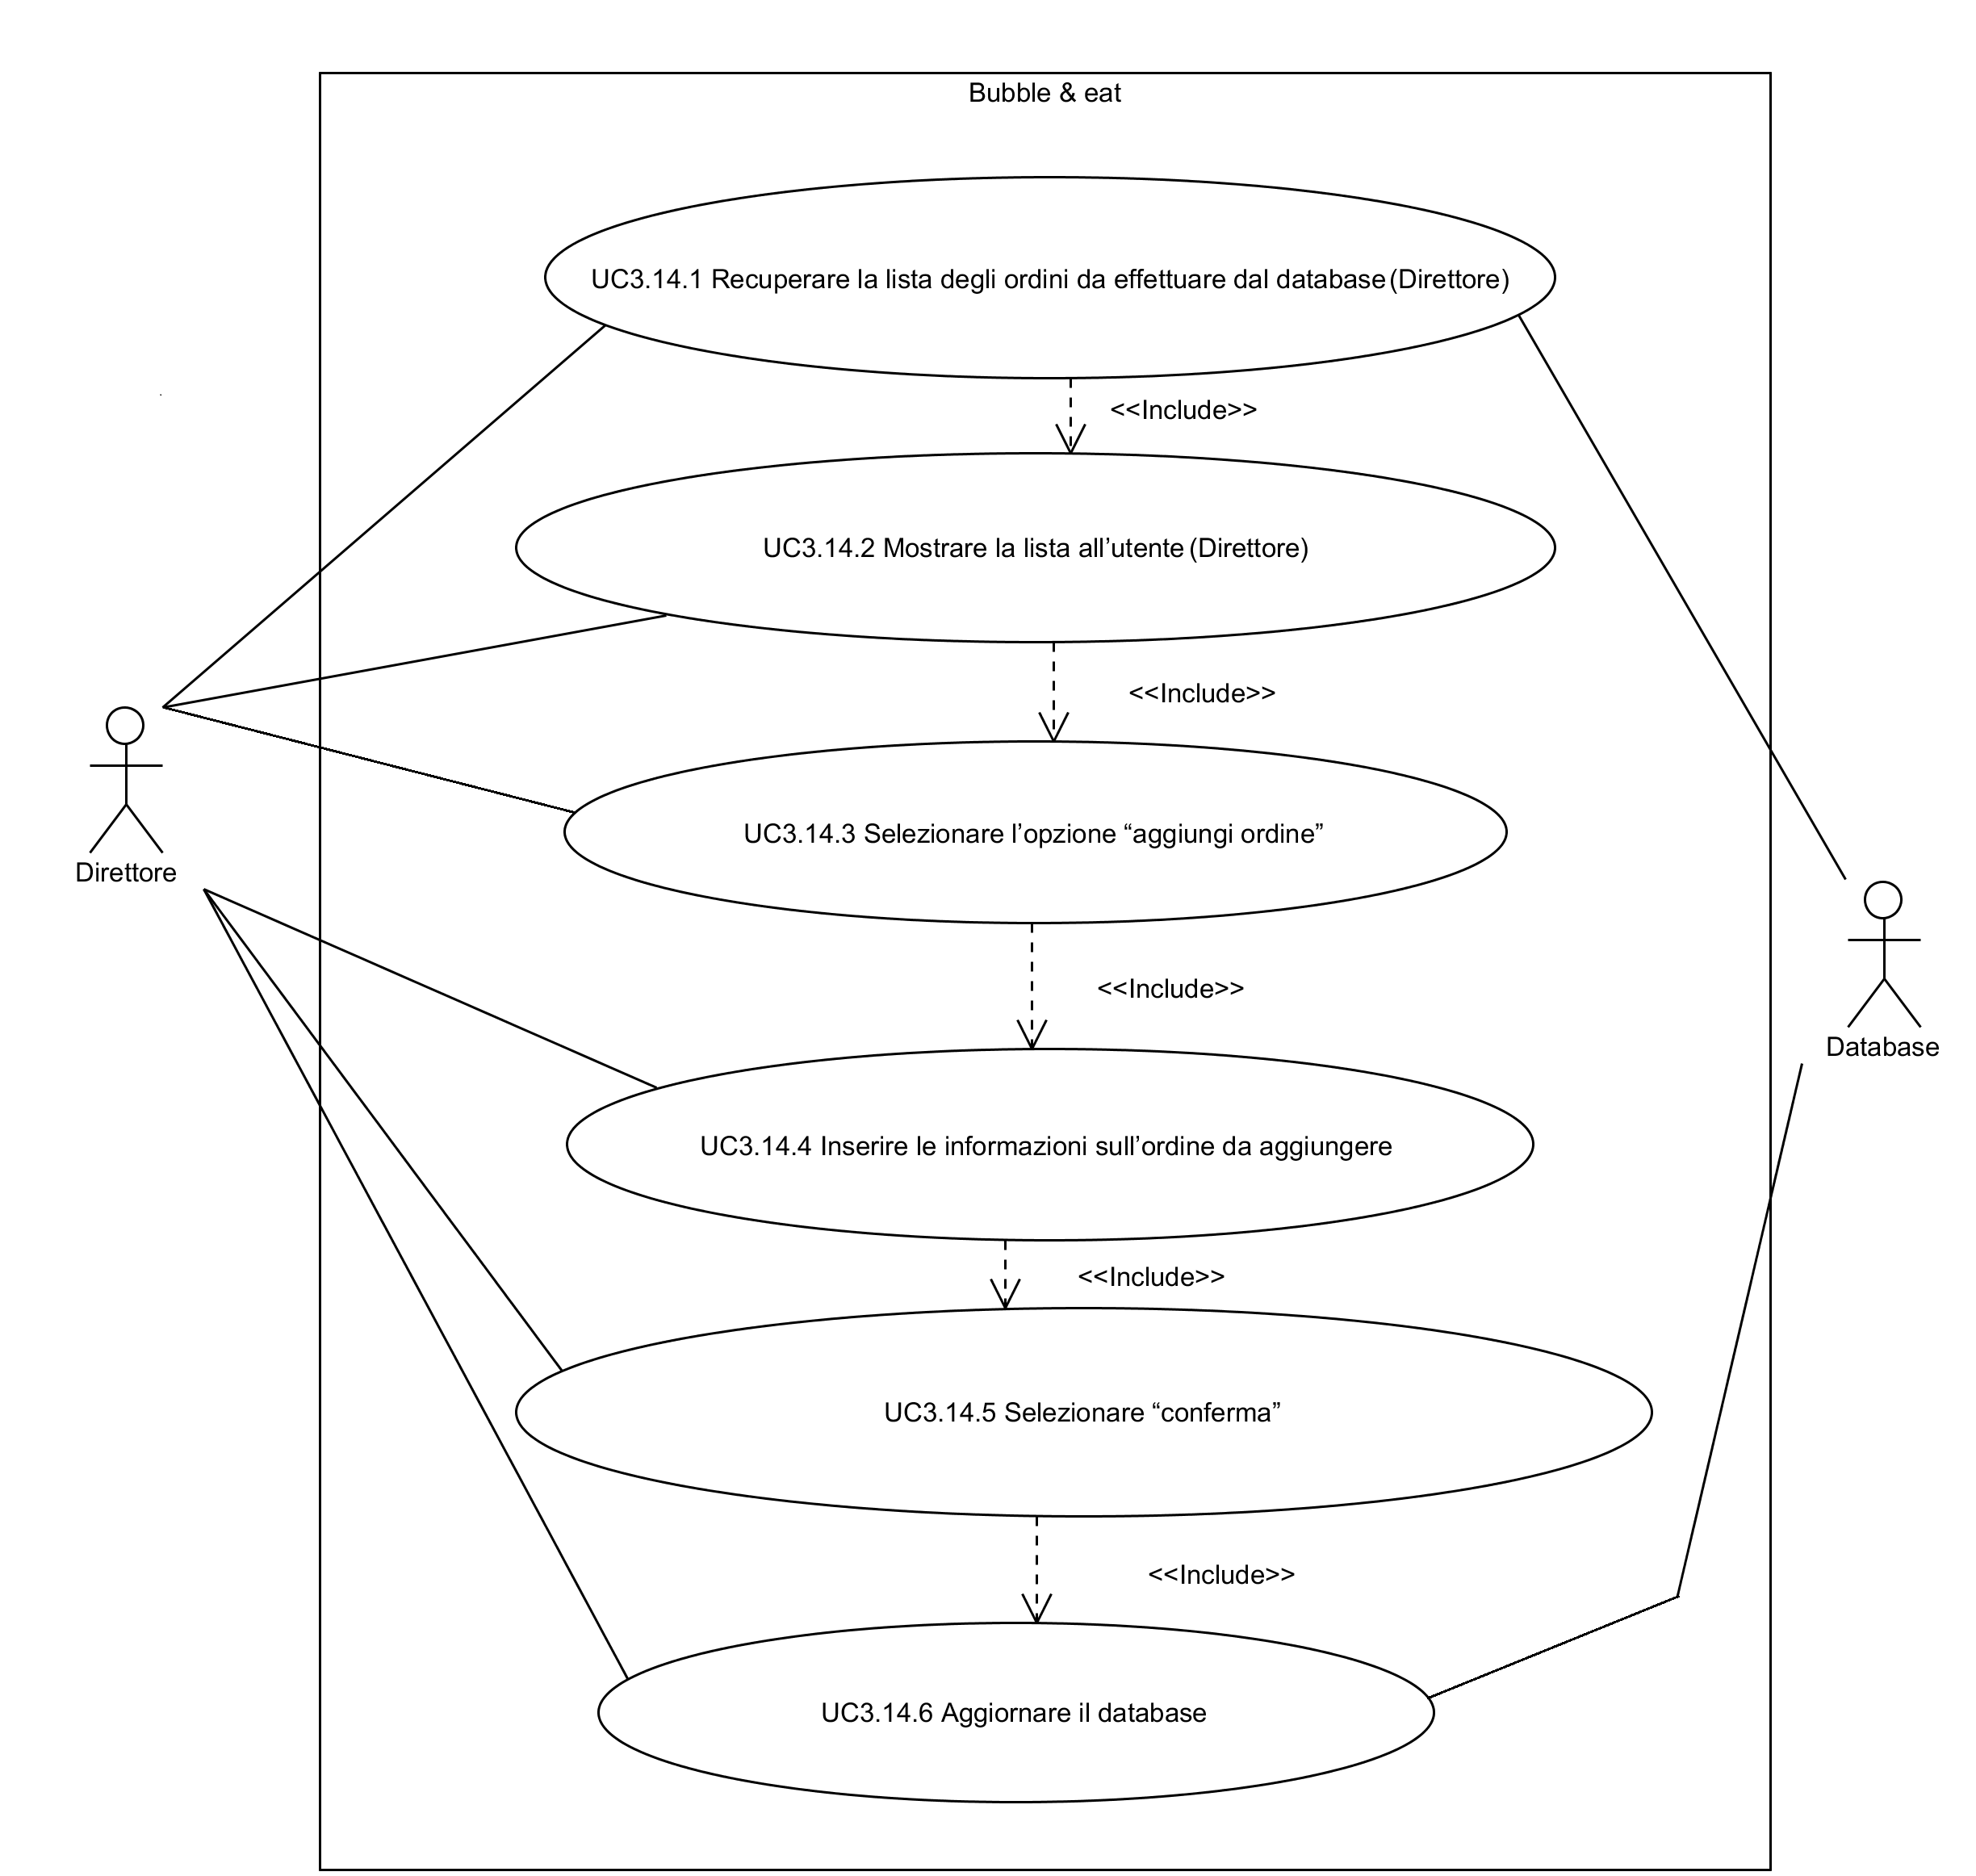 Bubble & eat
UC3.14.1 Recuperare la lista degli ordini da effettuare dal database (Direttore)
<<Include>>
UC3.14.2 Mostrare la lista all’utente (Direttore)
<<Include>>
UC3.14.3 Selezionare l’opzione “aggiungi ordine”
Direttore
<<Include>>
Database
UC3.14.4 Inserire le informazioni sull’ordine da aggiungere
<<Include>>
UC3.14.5 Selezionare “conferma”
<<Include>>
UC3.14.6 Aggiornare il database